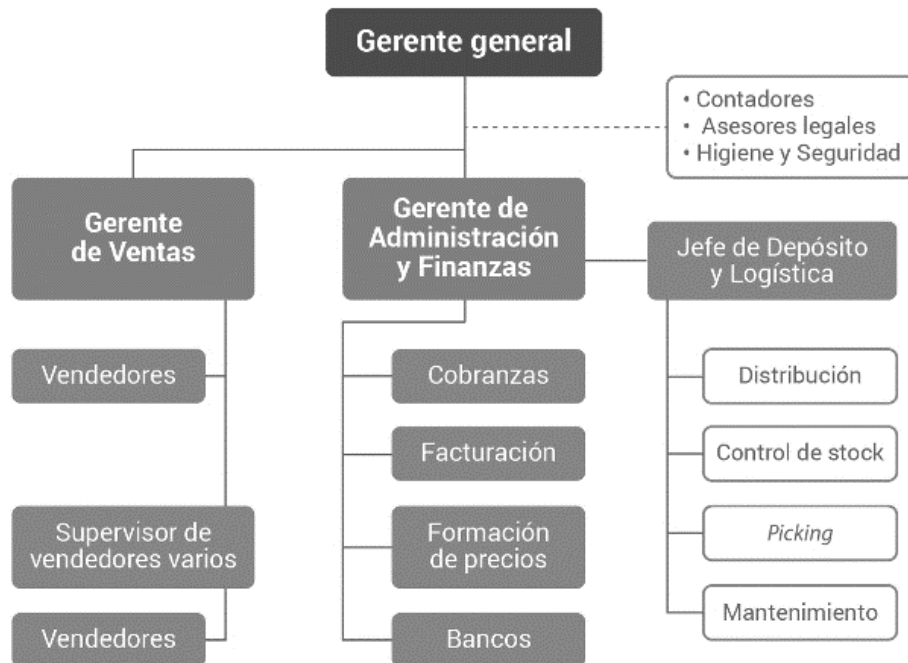 Gerente general
• Contadores
• Asesores legales
• Higiene y Seguridad
Gerente
de Ventas
Gerente de
Administración
y Finanzas
Jefe de Depósito
y Logística
Vendedores
Supervisor de
vendedores varios
Vendedores
Cobranzas
Facturación
Formación
de precios
Bancos
Distribución
Control de stock
Picking
Mantenimiento